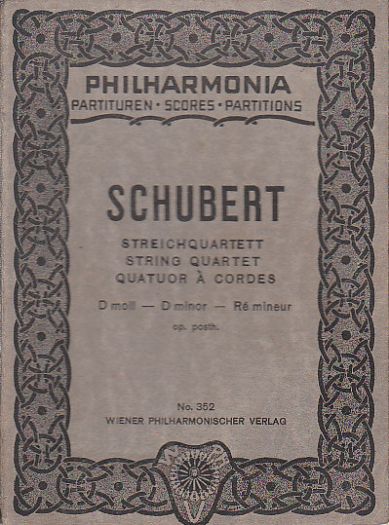 PHILHARMONIA
PARTITUREN • SCORES • PARTITIONS
SCHUBERT
STREICHQUARTETT
STRING QUARTET
QUATUOR À CORDES
D moll — D minor — Ré mineur
op. posth.
No. 352
WIENER PHILHARMONISCHER VERLAG